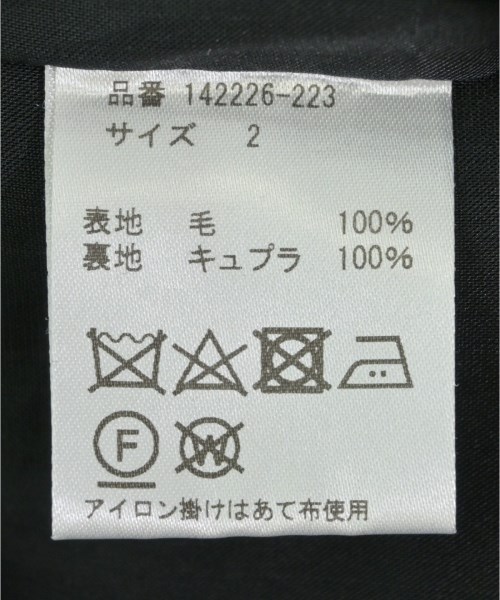 品番 142226-223
サイズ 2
表地 毛 100%
裏地 キュプラ 100%
F W
アイロン掛けはあて布使用